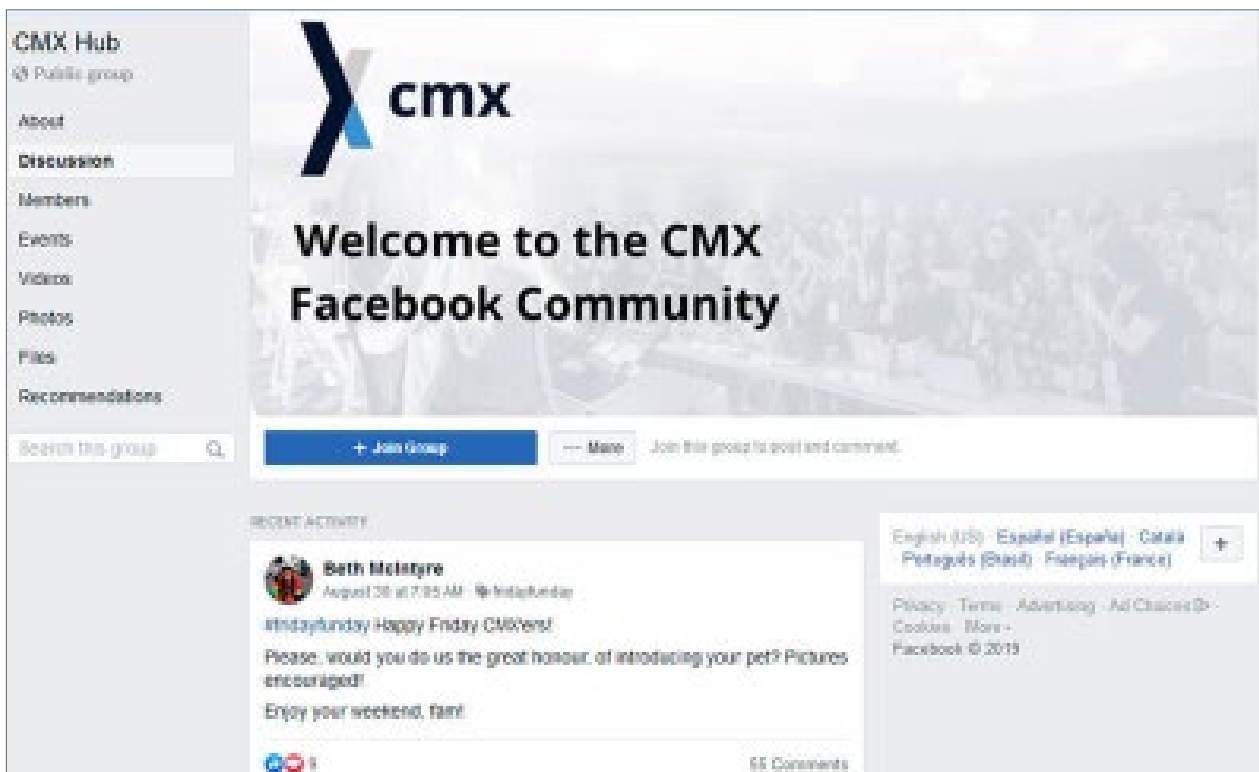 CMX Hub
Public group
About
Discussion
Members
Events
Videos
Photos
Files
Recommendations
Search this group
cmx
Welcome to the CMX
Facebook Community
+ Join Group
··· More
Join this group to post and comment.
RECENT ACTIVITY
Beth McIntyre
August 30 at 7:05 AM · fridayfunday
#fridayfunday Happy Friday CMX'ers!
Please, would you do us the great honour, of introducing your pet? Pictures
encouraged!
Enjoy your weekend, fam!
9
55 Comments
English (US) · Español (España) · Català
Português (Brasil) · Français (France)
+
Privacy · Terms · Advertising · Ad Choices ·
Cookies · More
Facebook © 2019